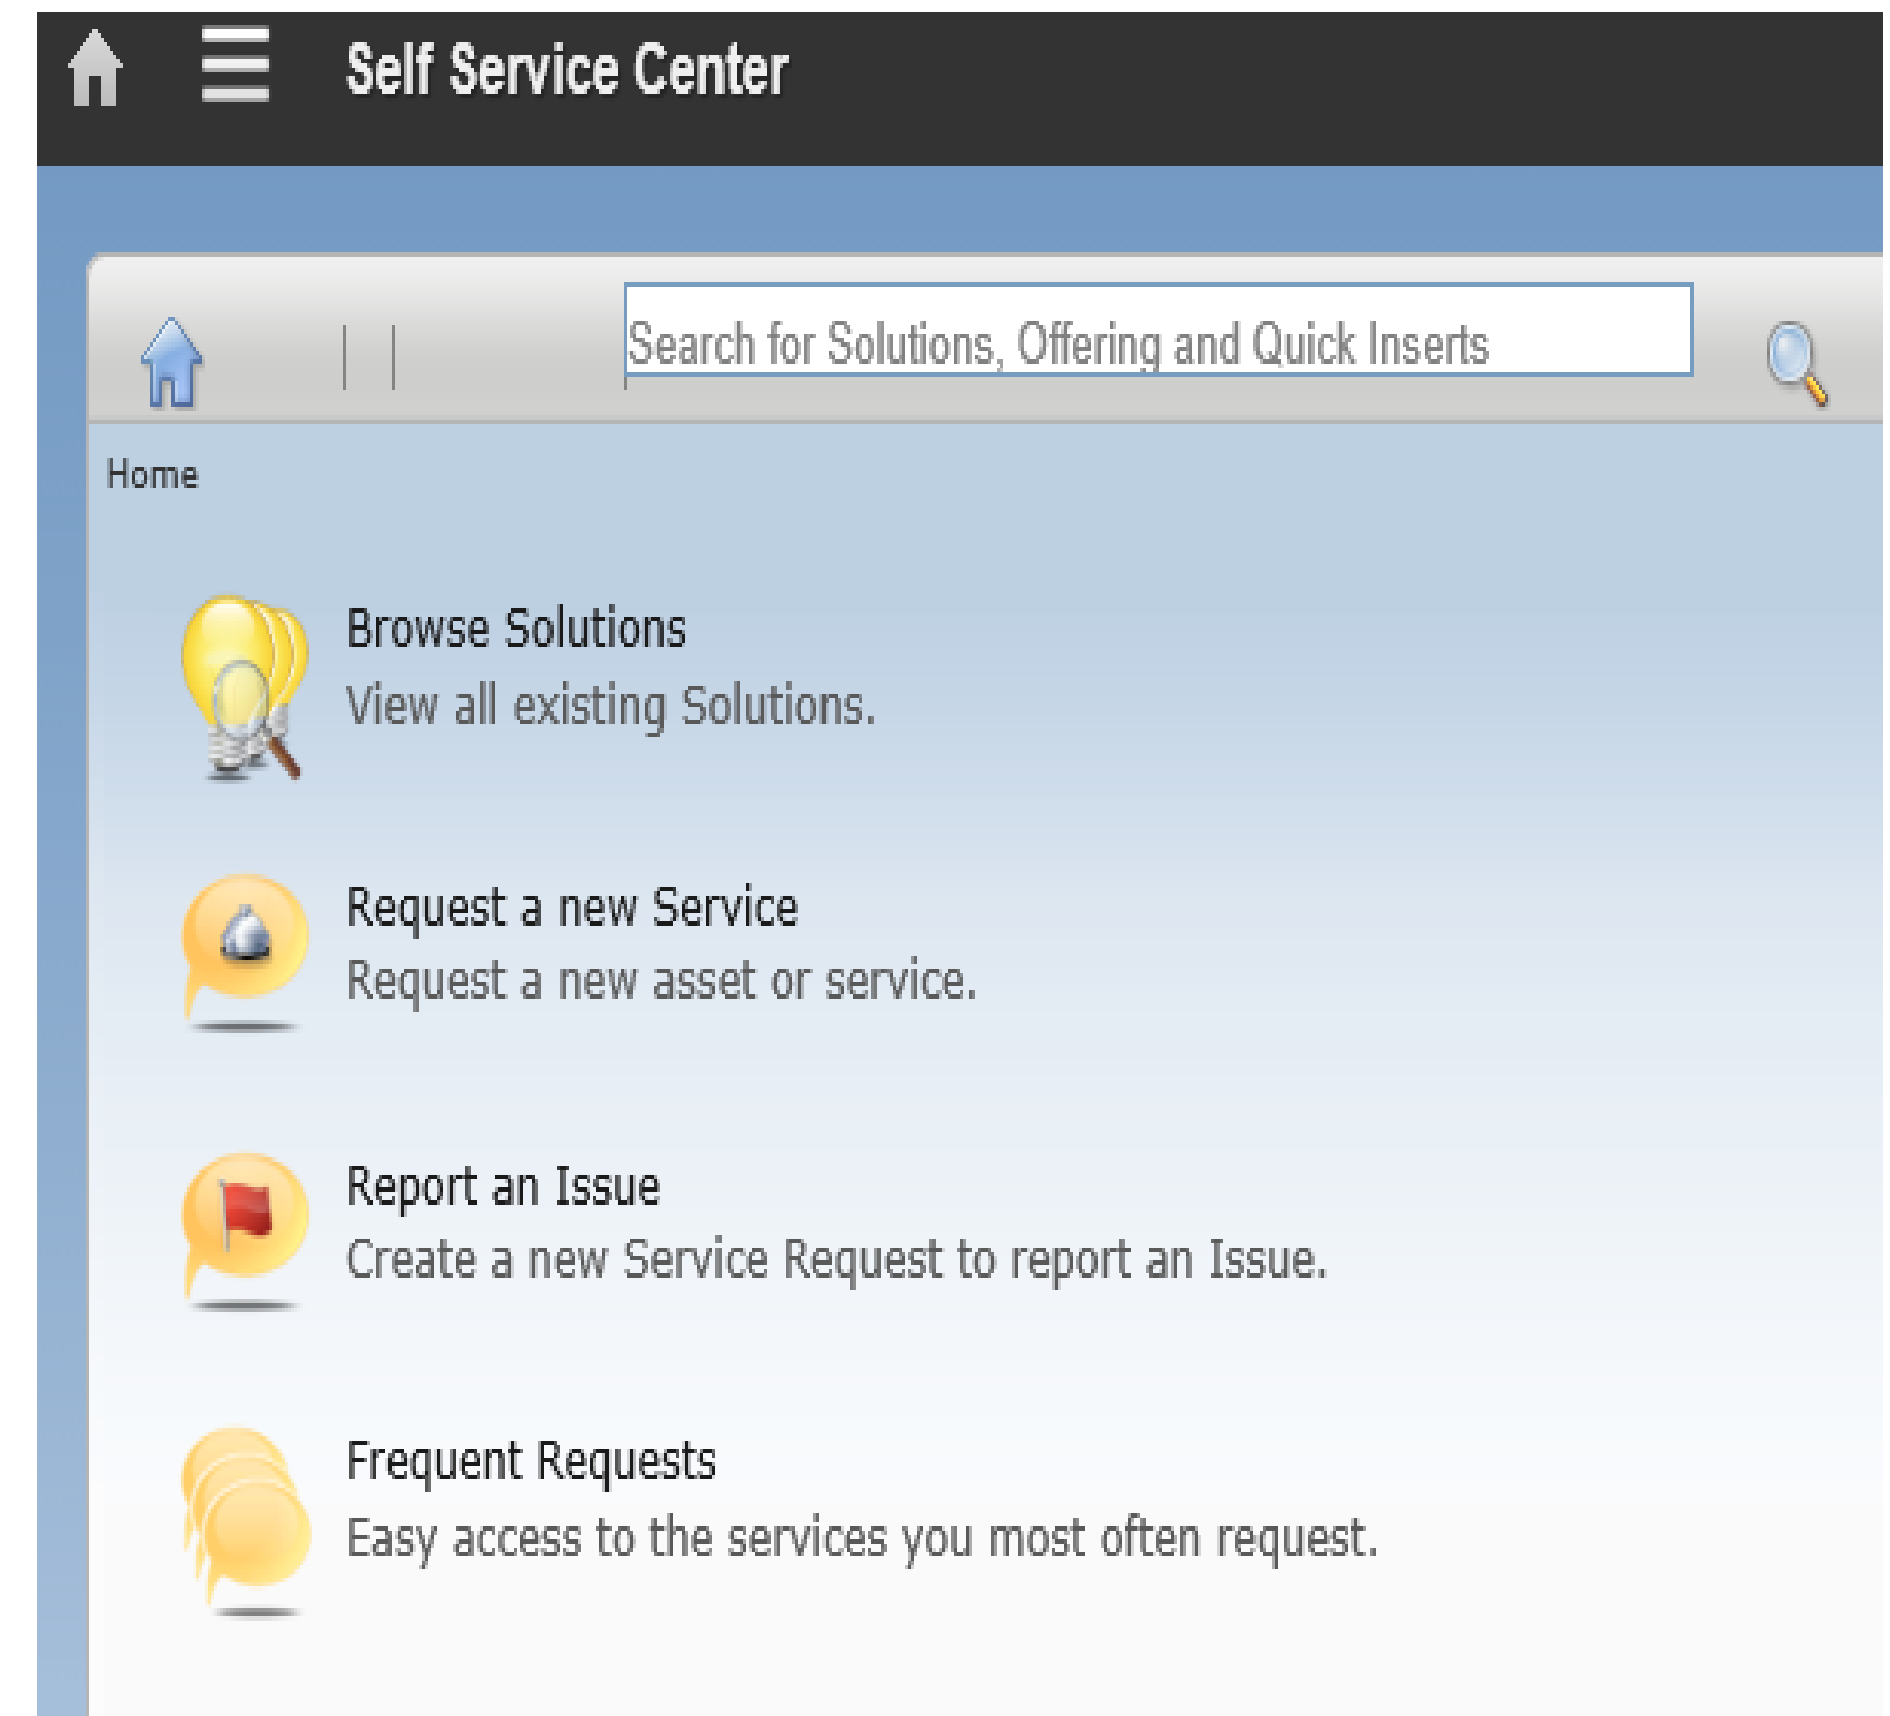 Self Service Center
Search for Solutions, Offering and Quick Inserts
Home
Browse Solutions
View all existing Solutions.
Request a new Service
Request a new asset or service.
Report an Issue
Create a new Service Request to report an Issue.
Frequent Requests
Easy access to the services you most often request.